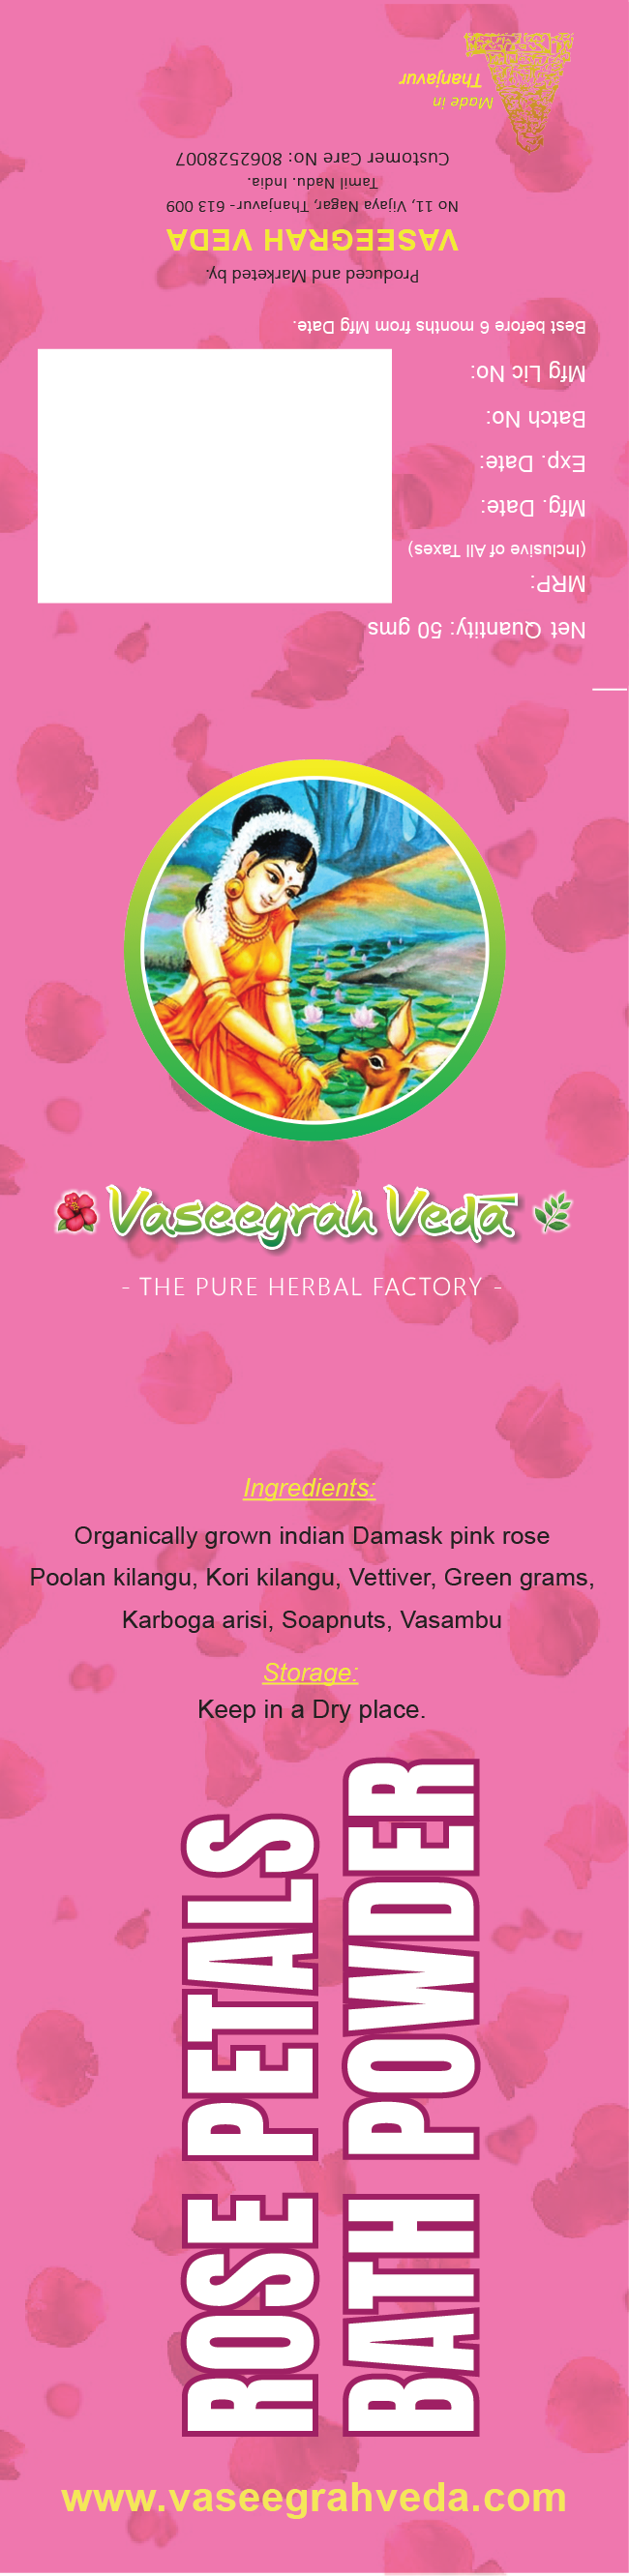 Net Quantity: 50 gms
MRP:
(Inclusive of All Taxes)
Mfg. Date:
Exp. Date:
Batch No:
Mfg Lic No:
Best before 6 months from Mfg Date.
Produced and Marketed by.
VASEEGRAH VEDA
No 11, Vijaya Nagar, Thanjavur- 613 009
Tamil Nadu. India.
Customer Care No: 8062528007
Made in
Thanjavur
Vaseegrah Veda
- THE PURE HERBAL FACTORY -
Ingredients:
Organically grown indian Damask pink rose
Poolan kilangu, Kori kilangu, Vettiver, Green grams,
Karboga arisi, Soapnuts, Vasambu
Storage:
Keep in a Dry place.
ROSE PETALS
BATH POWDER
www.vaseegrahveda.com